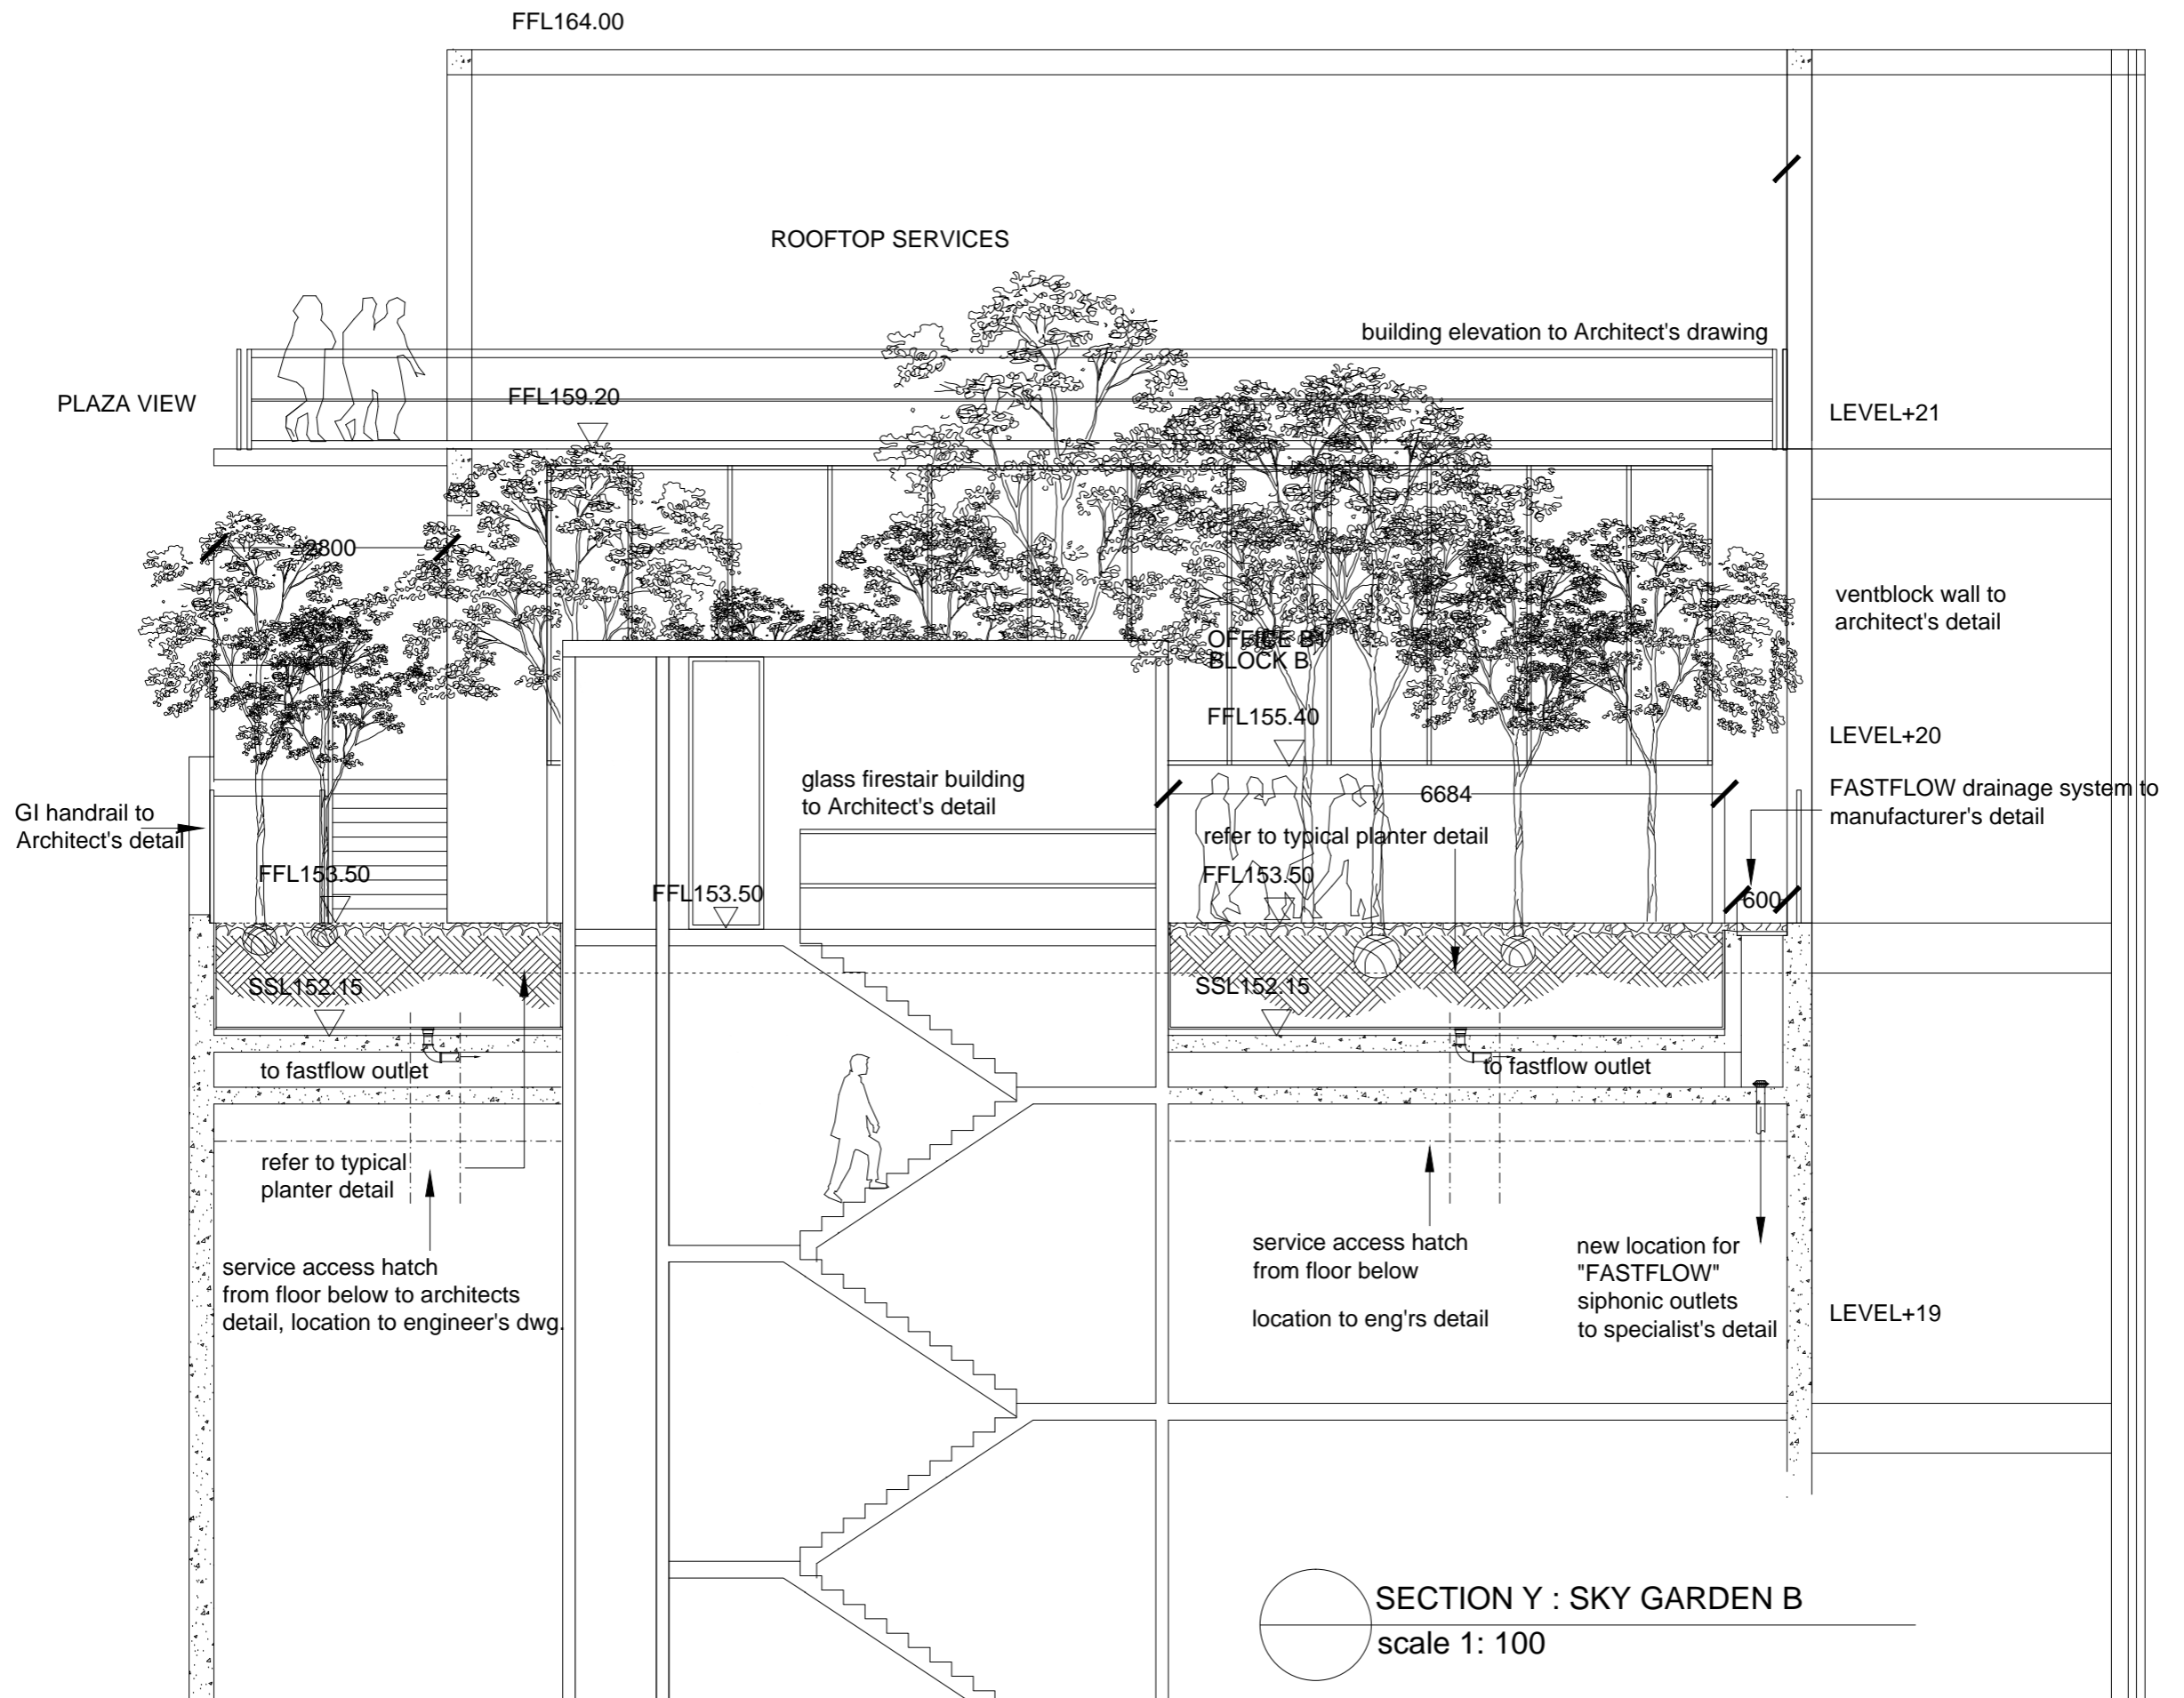 FFL164.00
ROOFTOP SERVICES
building elevation to Architect's drawing
PLAZA VIEW
FFL159.20
LEVEL+21
2800
ventblock wall to
architect's detail
OFFICE B1
BLOCK B
FFL155.40
LEVEL+20
glass firestair building
to Architect's detail
6684
FASTFLOW drainage system to
manufacturer's detail
GI handrail to
Architect's detail
refer to typical planter detail
FFL153.50
FFL153.50
FFL153.50
600
SSL152.15
SSL152.15
to fastflow outlet
to fastflow outlet
refer to typical
planter detail
service access hatch
from floor below to architects
detail, location to engineer's dwg.
service access hatch
from floor below
location to eng'rs detail
new location for
"FASTFLOW"
siphonic outlets
to specialist's detail
LEVEL+19
SECTION Y : SKY GARDEN B
scale 1: 100